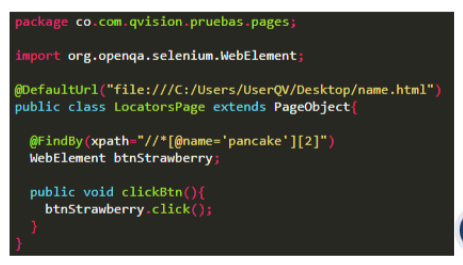 package co.com.qvision.pruebas.pages;
import org.openqa.selenium.WebElement;
@DefaultUrl("file:///C:/Users/UserQV/Desktop/name.html")
public class LocatorsPage extends PageObject{
@FindBy(xpath="//*[@name='pancake'][2]")
WebElement btnStrawberry;
public void clickBtn(){
btnStrawberry.click();
}
}